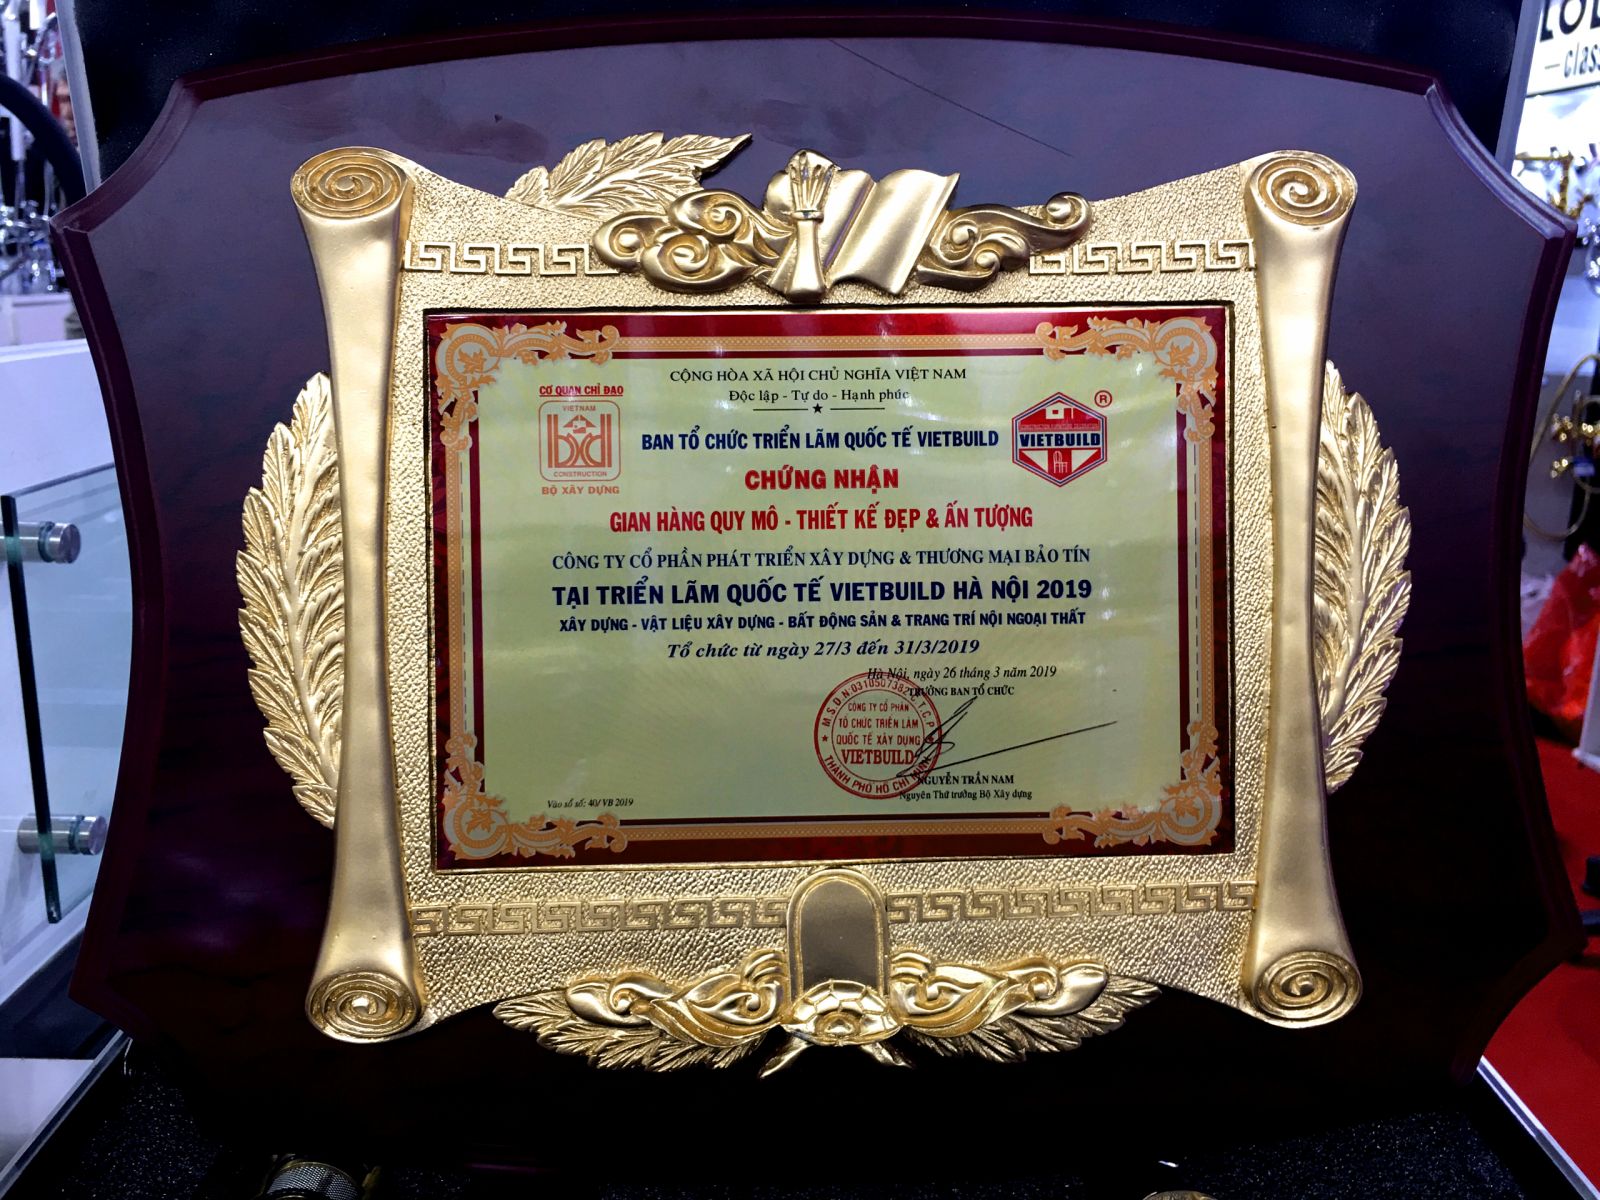 CỘNG HÒA XÃ HỘI CHỦ NGHĨA VIỆT NAM
Độc lập - Tự do - Hạnh phúc
CƠ QUAN CHỈ ĐẠO
VIETNAM
bxd
CONSTRUCTION
BỘ XÂY DỰNG
VIETBUILD
®
BAN TỔ CHỨC TRIỂN LÃM QUỐC TẾ VIETBUILD
CHỨNG NHẬN
GIAN HÀNG QUY MÔ - THIẾT KẾ ĐẸP & ẤN TƯỢNG
CÔNG TY CỔ PHẦN PHÁT TRIỂN XÂY DỰNG & THƯƠNG MẠI BẢO TÍN
TẠI TRIỂN LÃM QUỐC TẾ VIETBUILD HÀ NỘI 2019
XÂY DỰNG - VẬT LIỆU XÂY DỰNG - BẤT ĐỘNG SẢN & TRANG TRÍ NỘI NGOẠI THẤT
Tổ chức từ ngày 27/3 đến 31/3/2019
Hà Nội, ngày 26 tháng 3 năm 2019
TRƯỞNG BAN TỔ CHỨC
M.S.D.N:0310507382 T.C.P
CÔNG TY CỔ PHẦN
TỔ CHỨC TRIỂN LÃM
QUỐC TẾ XÂY DỰNG
VIETBUILD
THÀNH PHỐ HỒ CHÍ MINH
NGUYỄN TRẦN NAM
Nguyên Thứ trưởng Bộ Xây dựng
Vào sổ số: 40/ VB 2019